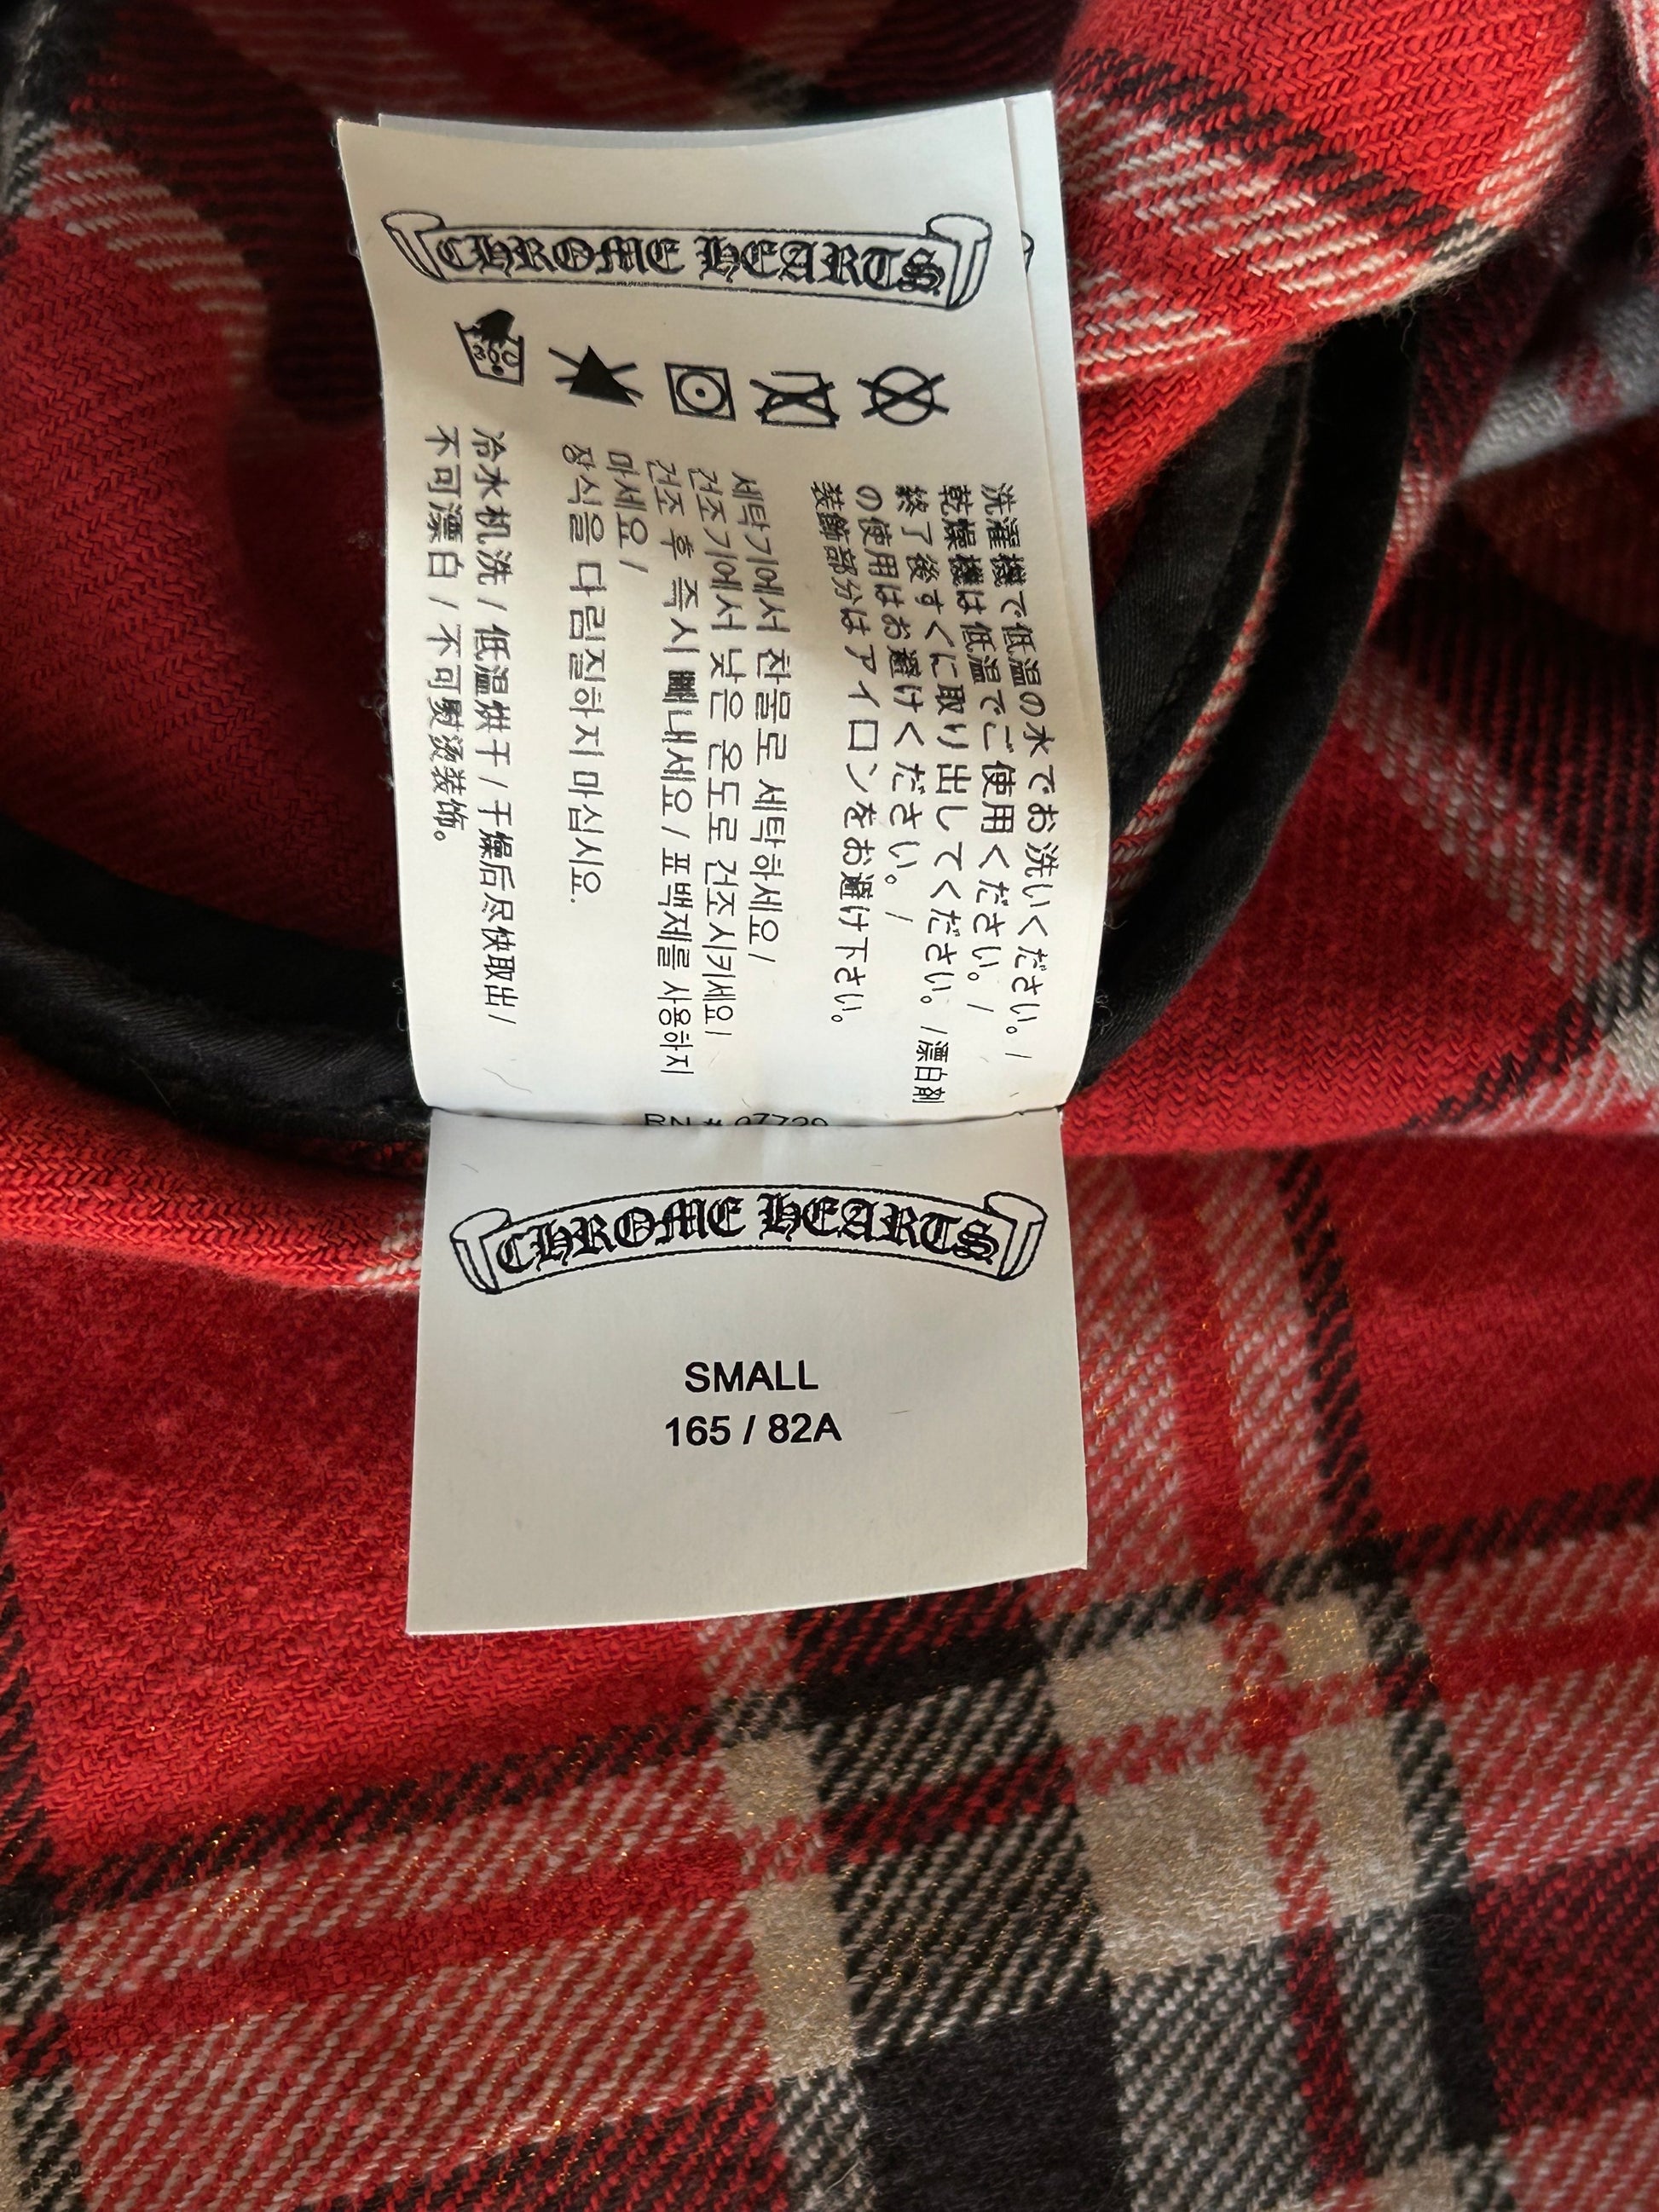 CHROME HEARTS
30C
洗濯機で低温の水でお洗いください。/
乾燥機は低温でご使用ください。/
終了後すぐに取り出してください。/漂白剤
の使用はお避けください。/
装飾部分はアイロンをお避け下さい。
세탁기에서 찬물로 세탁하세요/
건조기에서 낮은 온도로 건조시키세요/
건조 후 즉시 빼내세요/표백제를 사용하지
마세요/
장식을 다림질하지 마십시요.
冷水机洗/低温烘干/干燥后尽快取出/
不可漂白/不可熨烫装饰。
RN #
CHROME HEARTS
SMALL
165 / 82A